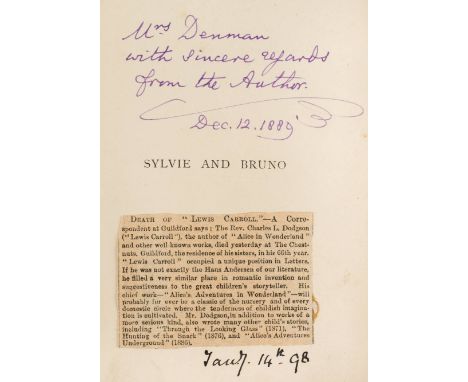 Mrs Denman
with sincere regards
from the Author.
Dec. 12. 1889
SYLVIE AND BRUNO
DEATH OF "LEWIS CARROLL."—A Corre-
spondent at Guildford says: The Rev. Charles L. Dodgson
("Lewis Carroll"), the author of "Alice in Wonderland"
and other well known works, died yesterday at The Chest-
nuts, Guildford, the residence of his sisters, in his 66th year.
"Lewis Carroll" occupied a unique position in Letters.
If he was not exactly the Hans Andersen of our literature,
he filled a very similar place in romantic invention and
suggestiveness to the great children's storyteller. His
chief work—"Alice's Adventures in Wonderland"—will
probably for ever be a classic of the nursery and of every
domestic circle where the tenderness of childish imagin-
ation is cultivated. Mr. Dodgson, in addition to works of a
more serious kind, also wrote many other child's stories,
including "Through the Looking Glass" (1871), "The
Hunting of the Snark" (1876), and "Alice's Adventures
Underground" (1886).
Jany. 14th 98